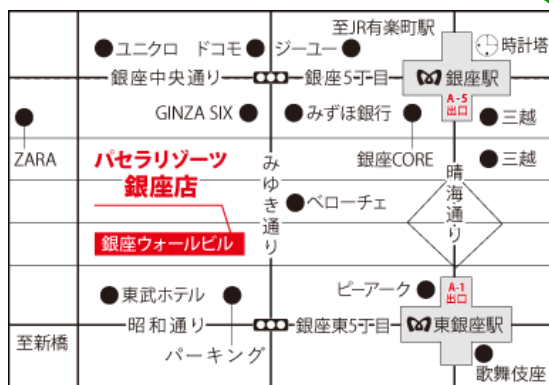 至JR有楽町駅
ユニクロ
ドコモ
ジーユー
時計塔
銀座中央通り
銀座5丁目
銀座駅
A-5
出口
GINZA SIX
みずほ銀行
三越
ZARA
パセラリゾーツ
銀座店
みゆき通り
銀座CORE
晴海通り
三越
ベローチェ
銀座ウォールビル
東武ホテル
ピーアーク
A-1
出口
昭和通り
銀座東5丁目
東銀座駅
至新橋
パーキング
歌舞伎座